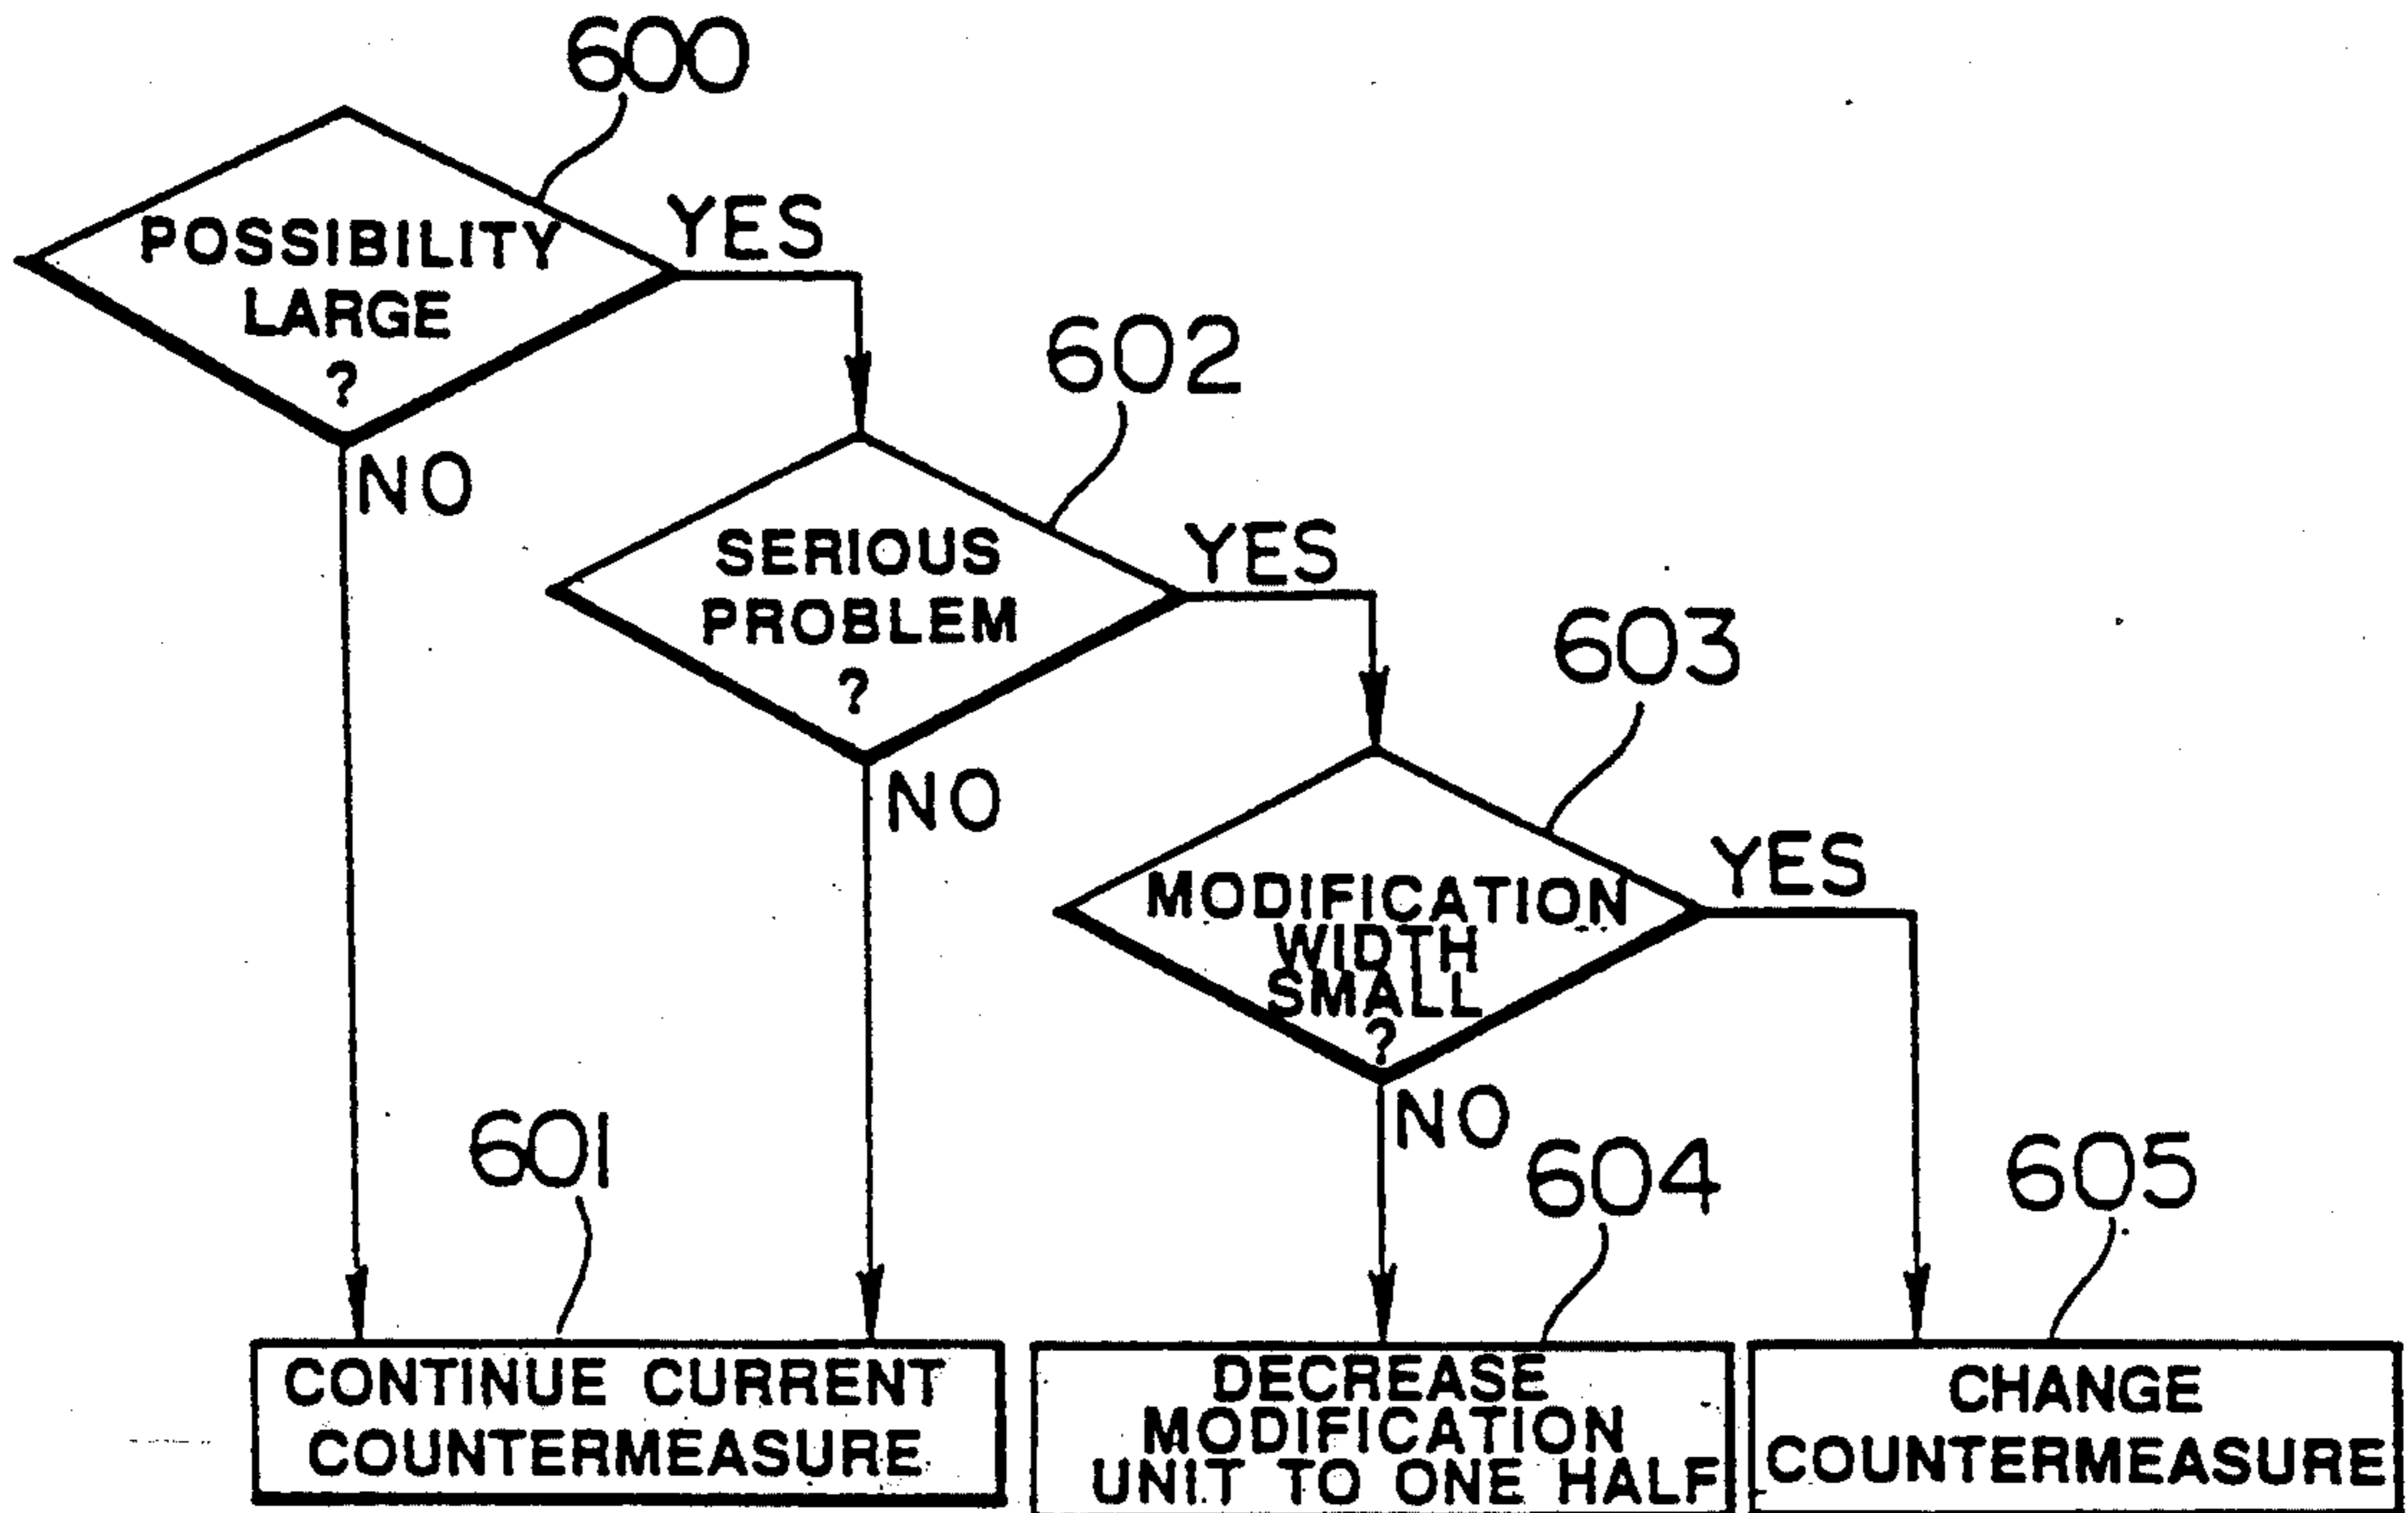 600
POSSIBILITY
LARGE
?
YES
NO
602
SERIOUS
PROBLEM
?
YES
NO
603
MODIFICATION
WIDTH
SMALL
?
YES
NO
601
CONTINUE CURRENT
COUNTERMEASURE
604
DECREASE
MODIFICATION
UNIT TO ONE HALF
605
CHANGE
COUNTERMEASURE